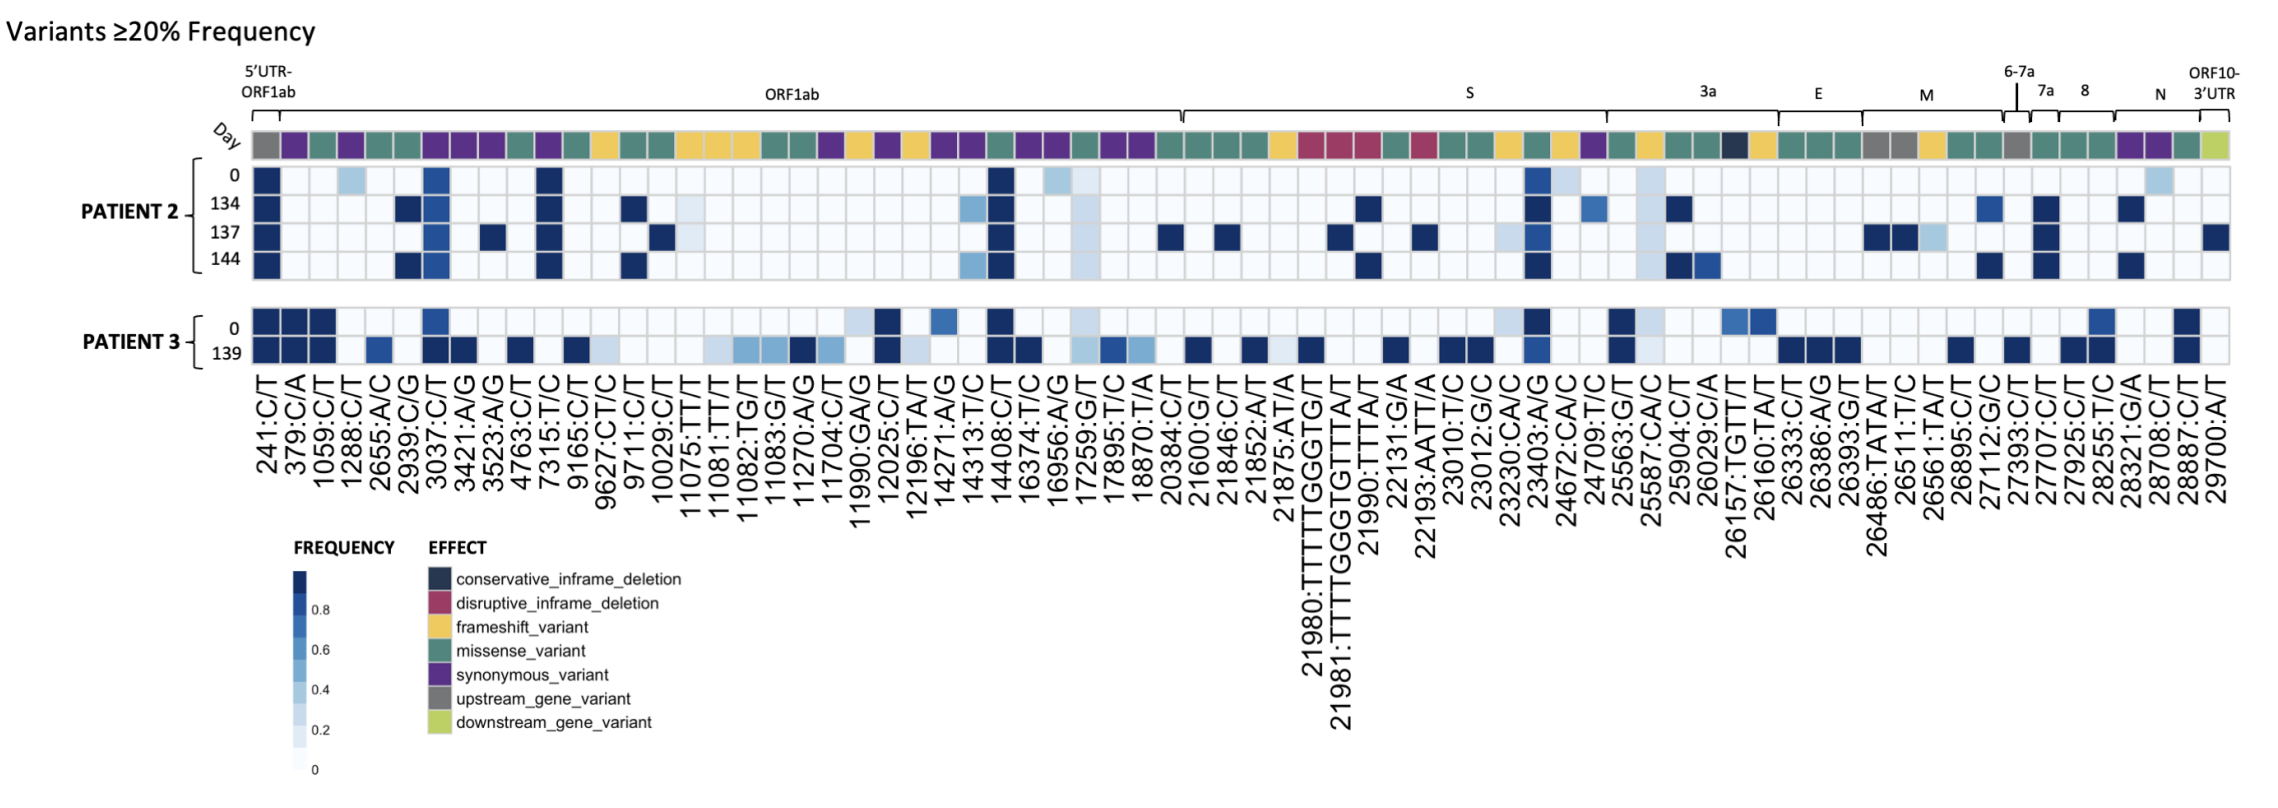 Variants ≥20% Frequency
5'UTR-
ORF1ab
ORF1ab
S
3a
E
M
6-7a
7a
8
N
ORF10-
3'UTR
Day
PATIENT 2
0
134
137
144
PATIENT 3
0
139
241:C/T
379:C/A
1059:C/T
1288:C/T
2655:A/C
2939:C/G
3037:C/T
3421:A/G
3523:A/G
4763:C/T
7315:T/C
9165:C/T
9627:CT/C
9711:C/T
10029:C/T
11075:TT/T
11081:TT/T
11082:TG/T
11083:G/T
11270:A/G
11704:C/T
11990:GA/G
12025:C/T
12196:TA/T
14271:A/G
14313:T/C
14408:C/T
16374:T/C
16956:A/G
17259:G/T
17895:T/C
18870:T/A
20384:C/T
21600:G/T
21846:C/T
21852:A/T
21875:AT/A
21980:TTTTTGGGTG/T
21981:TTTTTGGGTGTTTA/T
21990:TTTA/T
22131:G/A
22193:AATT/A
23010:T/C
23012:G/C
23230:CA/C
23403:A/G
24672:CA/C
24709:T/C
25563:G/T
25587:CA/C
25904:C/T
26029:C/A
26157:TGTT/T
26160:TA/T
26333:C/T
26386:A/G
26393:G/T
26486:TATA/T
26511:T/C
26561:TA/T
26895:C/T
27112:G/C
27393:C/T
27707:C/T
27925:C/T
28255:T/C
28321:G/A
28708:C/T
28887:C/T
29700:A/T
FREQUENCY
0.8
0.6
0.4
0.2
0
EFFECT
conservative_inframe_deletion
disruptive_inframe_deletion
frameshift_variant
missense_variant
synonymous_variant
upstream_gene_variant
downstream_gene_variant